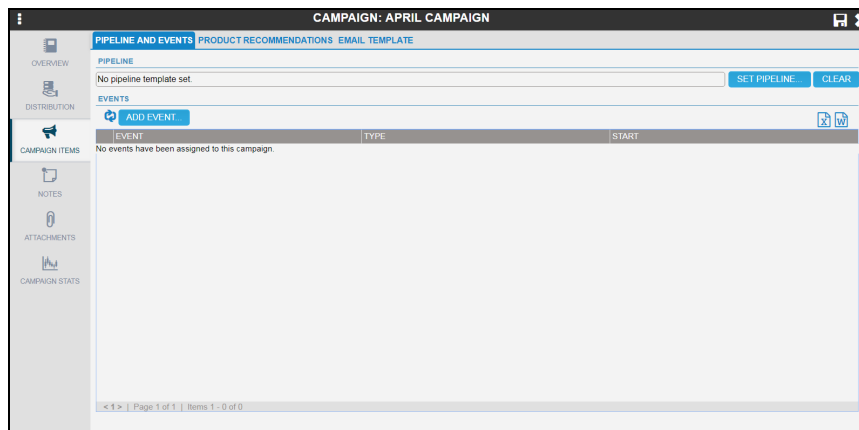 CAMPAIGN: APRIL CAMPAIGN
OVERVIEW
DISTRIBUTION
CAMPAIGN ITEMS
NOTES
ATTACHMENTS
CAMPAIGN STATS
PIPELINE AND EVENTS PRODUCT RECOMMENDATIONS EMAIL TEMPLATE
PIPELINE
No pipeline template set. SET PIPELINE... CLEAR
EVENTS
ADD EVENT... X W
EVENT TYPE START
No events have been assigned to this campaign.
< 1 > | Page 1 of 1 | Items 1 - 0 of 0